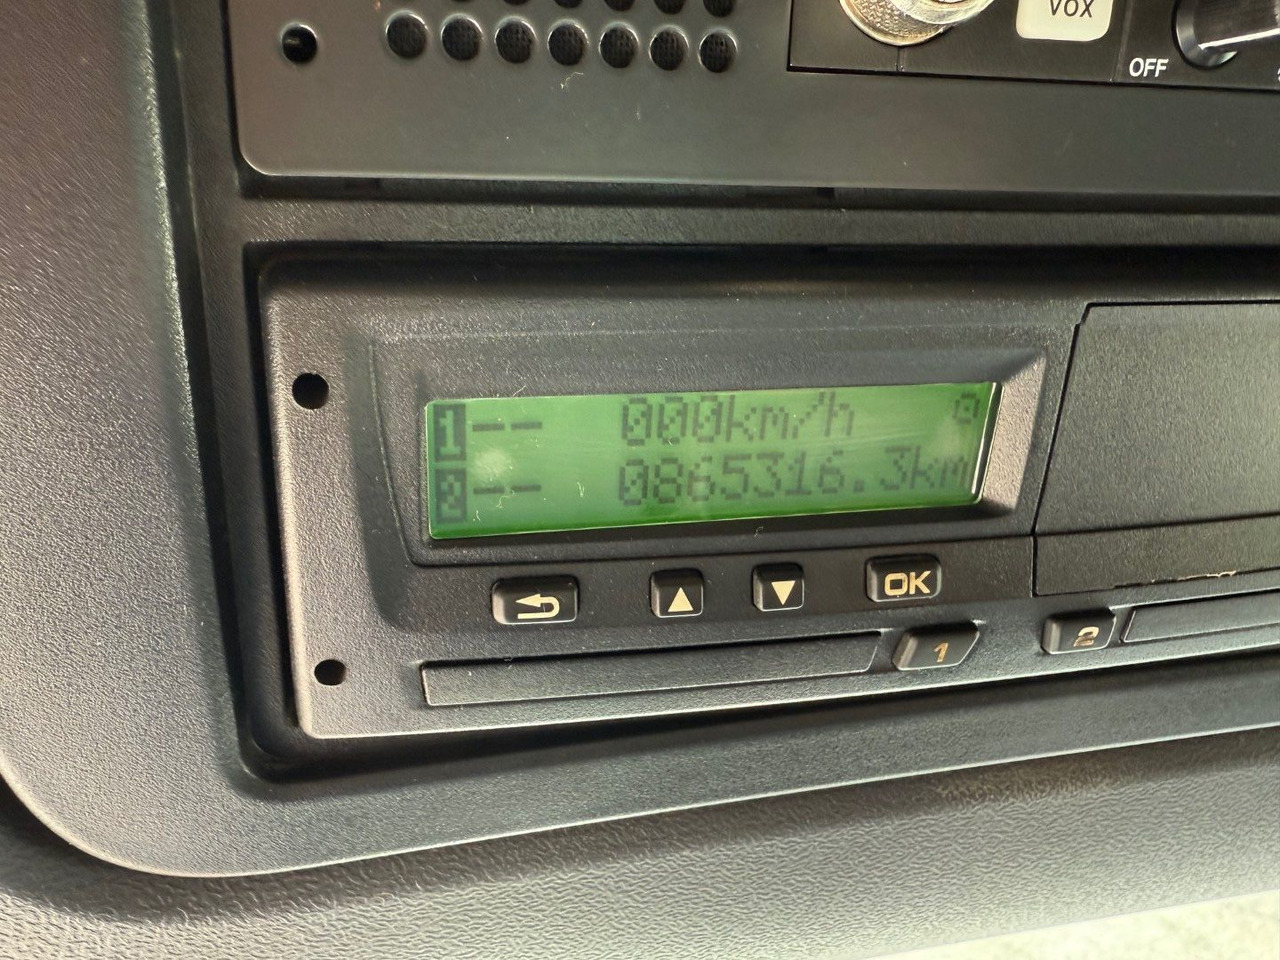 VOX
OFF
1-- 000km/h
2-- 0865316.3km
OK
1
2